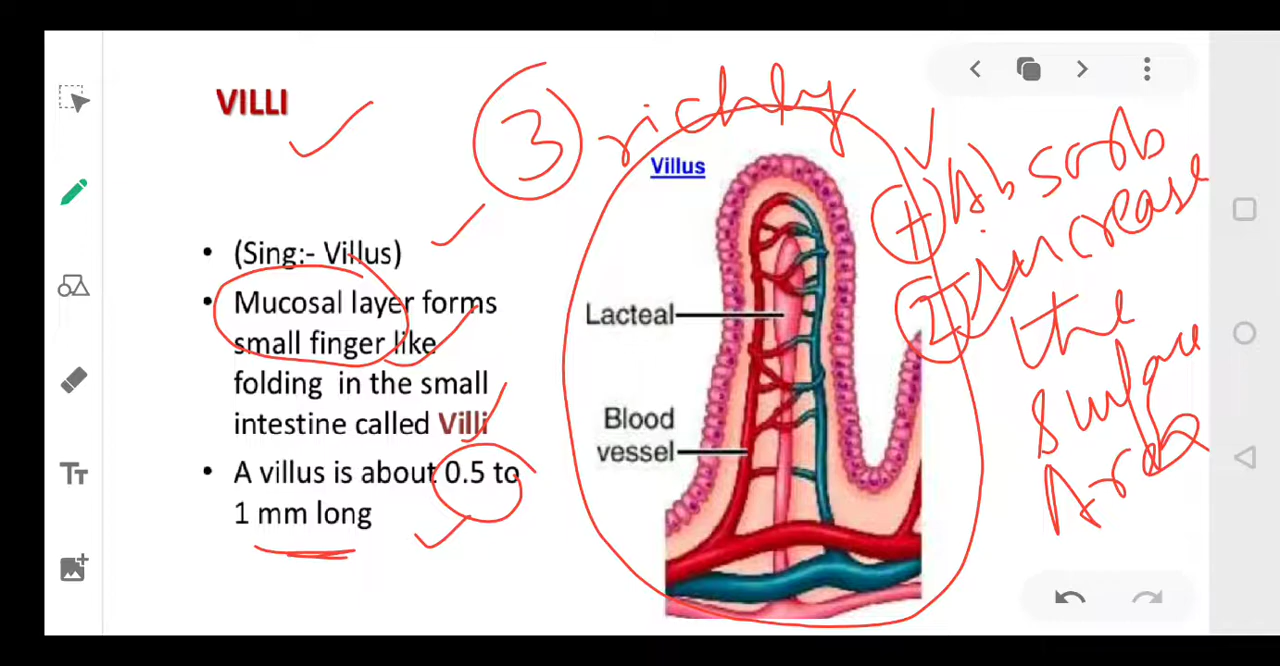 VILLI
• (Sing:- Villus)
• Mucosal layer forms
small finger like
folding in the small
intestine called Villi
• A villus is about 0.5 to
1 mm long
3 richly
Villus
Lacteal
Blood
vessel
1 Absorb
2 increase
the
surface
Area
TT